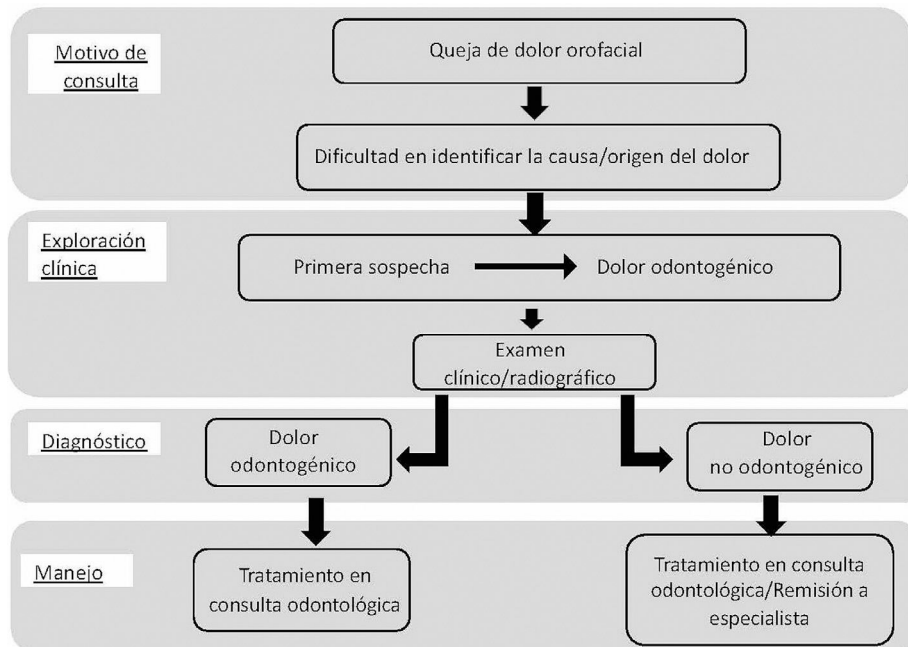 Motivo de
consulta
Queja de dolor orofacial
Dificultad en identificar la causa/origen del dolor
Exploración
clínica
Primera sospecha
Dolor odontogénico
Examen
clínico/radiográfico
Diagnóstico
Dolor
odontogénico
Dolor
no odontogénico
Manejo
Tratamiento en
consulta odontológica
Tratamiento en consulta
odontológica/Remisión a
especialista